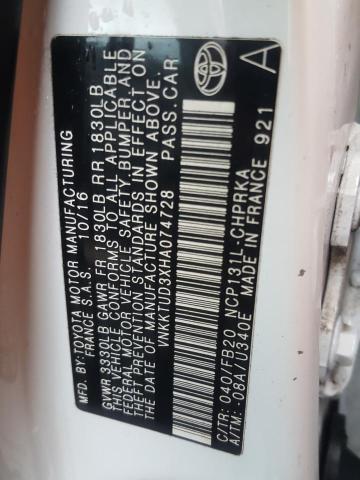 MFD. BY:TOYOTA MOTOR MANUFACTURING
FRANCE S.A.S. 10/16
GVWR 3330LB GAWR FR 1830LB RR 1830LB
THIS VEHICLE CONFORMS TO ALL APPLICABLE
FEDERAL MOTOR VEHICLE SAFETY, BUMPER, AND
THEFT PREVENTION STANDARDS IN EFFECT ON
THE DATE OF MANUFACTURE SHOWN ABOVE.
VNKKTUD3XHA074728 PASS.CAR
C/TR: 040/FB20 NCP131L-CHPRKA
A/TM: -08A/U340E MADE IN FRANCE 921
A